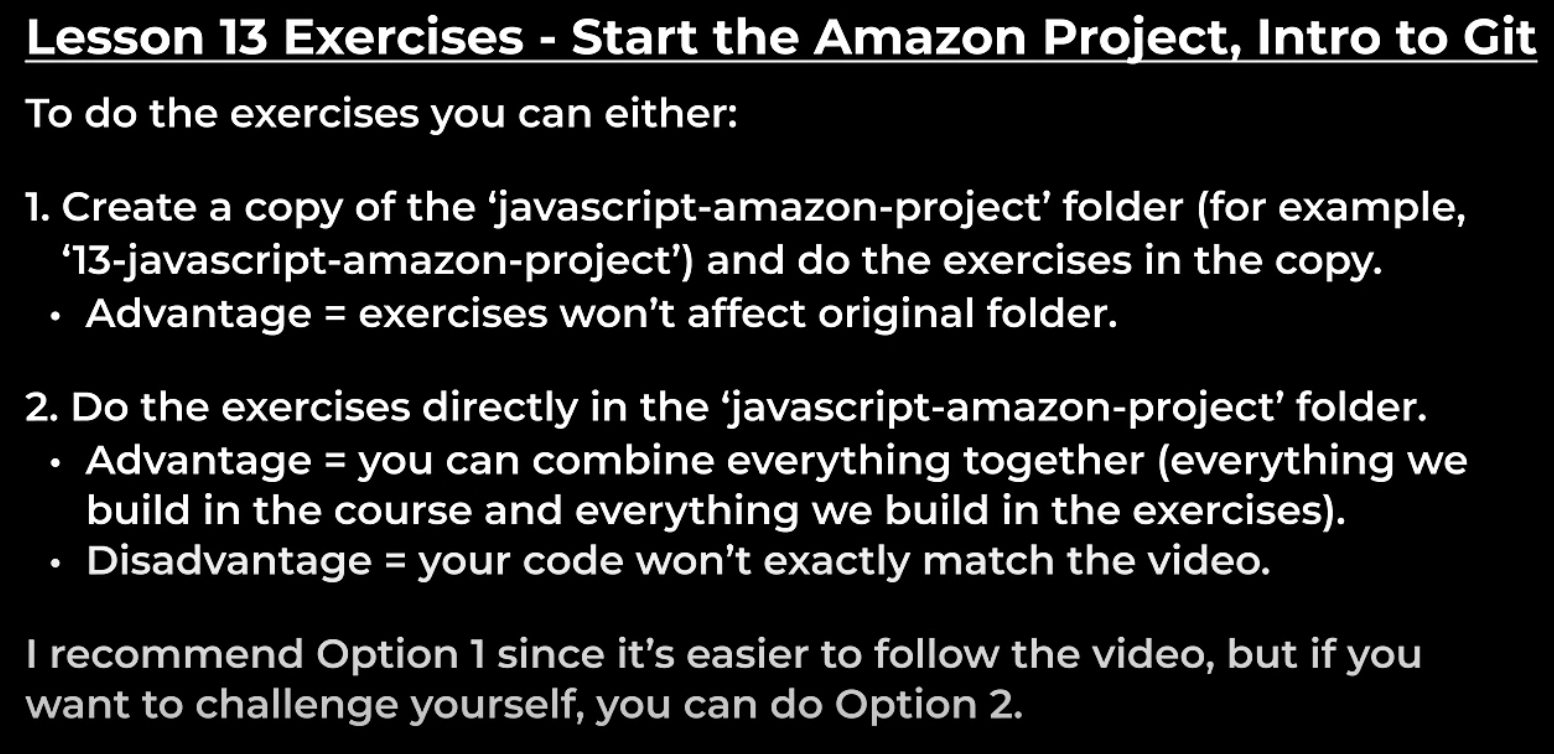 Lesson 13 Exercises - Start the Amazon Project, Intro to Git
To do the exercises you can either:
1. Create a copy of the ‘javascript-amazon-project’ folder (for example,
‘13-javascript-amazon-project’) and do the exercises in the copy.
• Advantage = exercises won’t affect original folder.
2. Do the exercises directly in the ‘javascript-amazon-project’ folder.
• Advantage = you can combine everything together (everything we
build in the course and everything we build in the exercises).
• Disadvantage = your code won’t exactly match the video.
I recommend Option 1 since it’s easier to follow the video, but if you
want to challenge yourself, you can do Option 2.